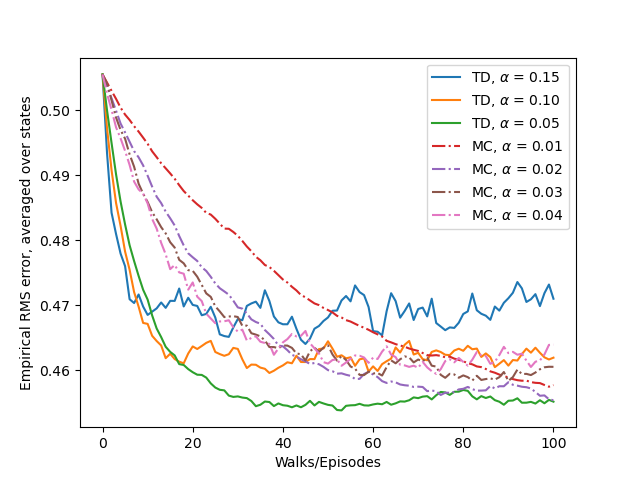 TD, α = 0.15
TD, α = 0.10
TD, α = 0.05
MC, α = 0.01
MC, α = 0.02
MC, α = 0.03
MC, α = 0.04
Empirical RMS error, averaged over states
0.50
0.49
0.48
0.47
0.46
0 20 40 60 80 100
Walks/Episodes